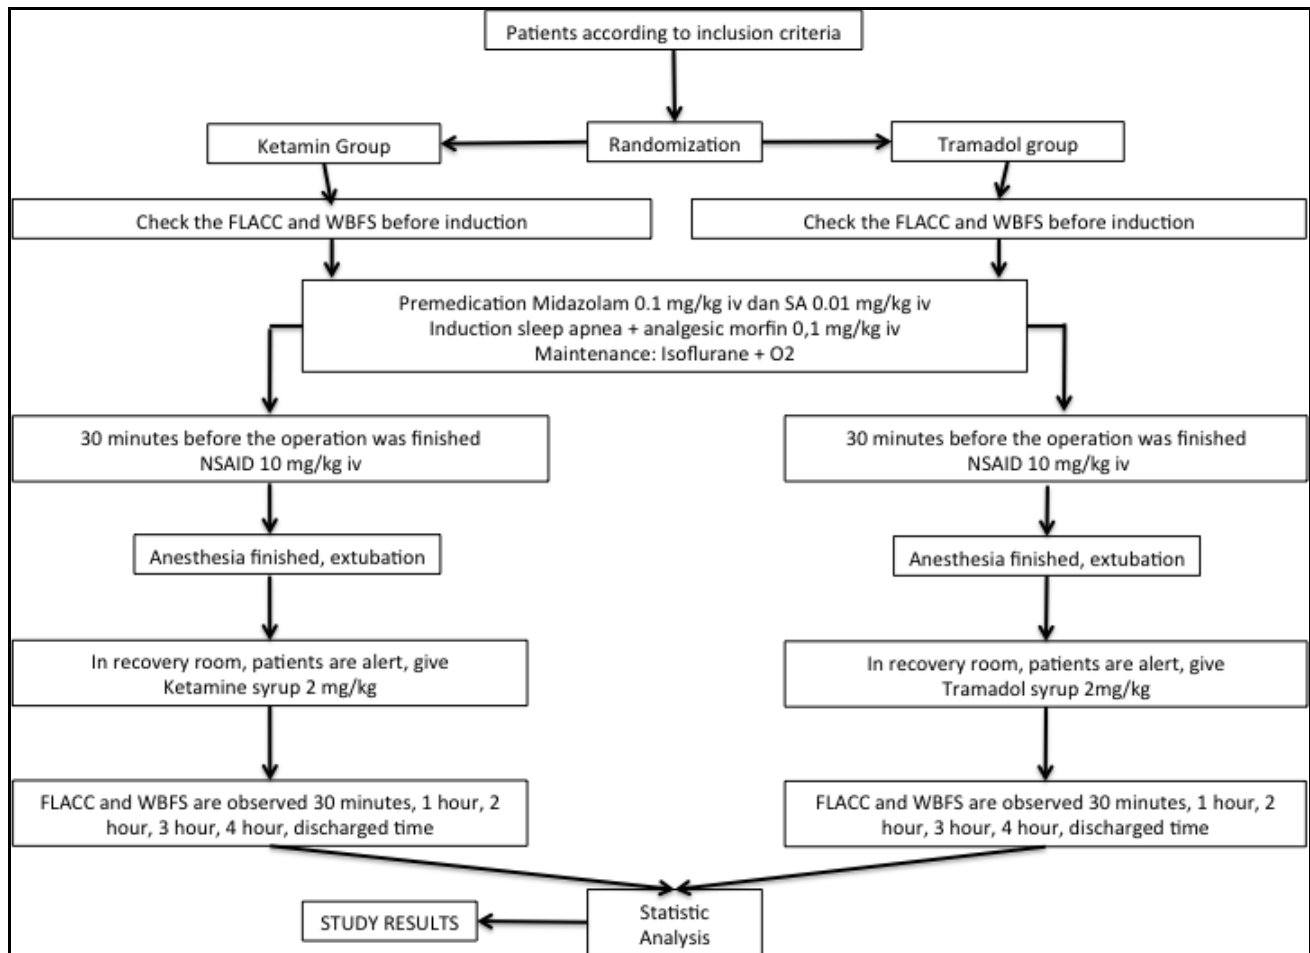 Patients according to inclusion criteria
Ketamin Group
Randomization
Tramadol group
Check the FLACC and WBFS before induction
Check the FLACC and WBFS before induction
Premedication Midazolam 0.1 mg/kg iv dan SA 0.01 mg/kg iv
Induction sleep apnea + analgesic morfin 0,1 mg/kg iv
Maintenance: Isoflurane + O2
30 minutes before the operation was finished
NSAID 10 mg/kg iv
30 minutes before the operation was finished
NSAID 10 mg/kg iv
Anesthesia finished, extubation
Anesthesia finished, extubation
In recovery room, patients are alert, give
Ketamine syrup 2 mg/kg
In recovery room, patients are alert, give
Tramadol syrup 2mg/kg
FLACC and WBFS are observed 30 minutes, 1 hour, 2
hour, 3 hour, 4 hour, discharged time
FLACC and WBFS are observed 30 minutes, 1 hour, 2
hour, 3 hour, 4 hour, discharged time
STUDY RESULTS
Statistic
Analysis